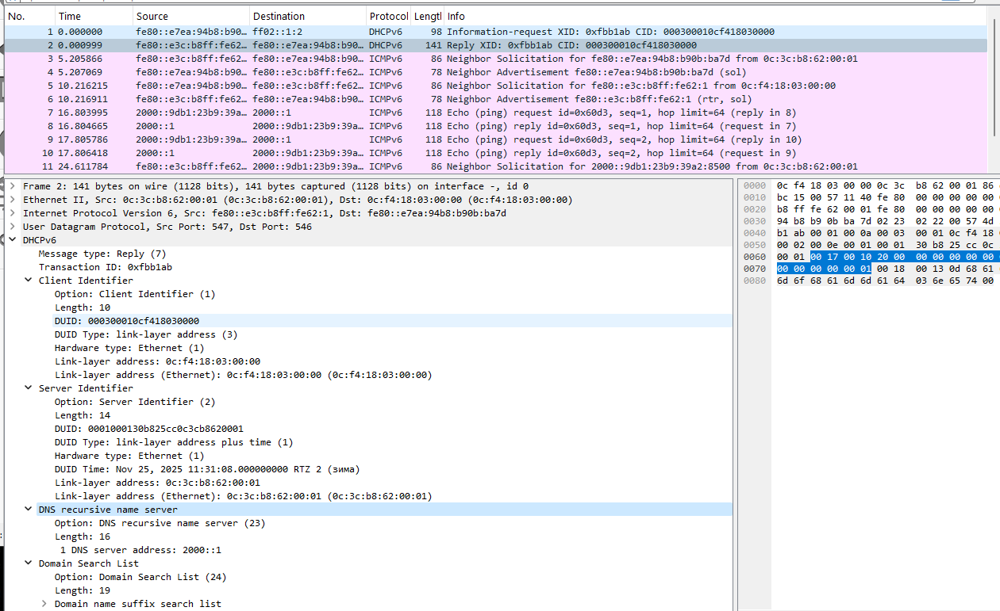 No. Time Source Destination Protocol Lengtl Info
1 0.000000 fe80::e7ea:94b8:b90… ff02::1:2 DHCPv6 98 Information-request XID: 0xfbb1ab CID: 000300010cf418030000
2 0.000999 fe80::e3c:b8ff:fe62… fe80::e7ea:94b8:b90… DHCPv6 141 Reply XID: 0xfbb1ab CID: 000300010cf418030000
3 5.205866 fe80::e3c:b8ff:fe62… fe80::e7ea:94b8:b90… ICMPv6 86 Neighbor Solicitation for fe80::e7ea:94b8:b90b:ba7d from 0c:3c:b8:62:00:01
4 5.207069 fe80::e7ea:94b8:b90… fe80::e3c:b8ff:fe62… ICMPv6 78 Neighbor Advertisement fe80::e7ea:94b8:b90b:ba7d (sol)
5 10.216215 fe80::e7ea:94b8:b90… fe80::e3c:b8ff:fe62… ICMPv6 86 Neighbor Solicitation for fe80::e3c:b8ff:fe62:1 from 0c:f4:18:03:00:00
6 10.216911 fe80::e3c:b8ff:fe62… fe80::e7ea:94b8:b90… ICMPv6 78 Neighbor Advertisement fe80::e3c:b8ff:fe62:1 (rtr, sol)
7 16.803995 2000::9db1:23b9:39a… 2000::1 ICMPv6 118 Echo (ping) request id=0x60d3, seq=1, hop limit=64 (reply in 8)
8 16.804665 2000::1 2000::9db1:23b9:39a… ICMPv6 118 Echo (ping) reply id=0x60d3, seq=1, hop limit=64 (request in 7)
9 17.805786 2000::9db1:23b9:39a… 2000::1 ICMPv6 118 Echo (ping) request id=0x60d3, seq=2, hop limit=64 (reply in 10)
10 17.806418 2000::1 2000::9db1:23b9:39a… ICMPv6 118 Echo (ping) reply id=0x60d3, seq=2, hop limit=64 (request in 9)
11 24.611784 fe80::e3c:b8ff:fe62… 2000::9db1:23b9:39a… ICMPv6 86 Neighbor Solicitation for 2000::9db1:23b9:39a2:8500 from 0c:3c:b8:62:00:01
Frame 2: 141 bytes on wire (1128 bits), 141 bytes captured (1128 bits) on interface -, id 0
Ethernet II, Src: 0c:3c:b8:62:00:01 (0c:3c:b8:62:00:01), Dst: 0c:f4:18:03:00:00 (0c:f4:18:03:00:00)
Internet Protocol Version 6, Src: fe80::e3c:b8ff:fe62:1, Dst: fe80::e7ea:94b8:b90b:ba7d
User Datagram Protocol, Src Port: 547, Dst Port: 546
DHCPv6
Message type: Reply (7)
Transaction ID: 0xfbb1ab
Client Identifier
Option: Client Identifier (1)
Length: 10
DUID: 000300010cf418030000
DUID Type: link-layer address (3)
Hardware type: Ethernet (1)
Link-layer address: 0c:f4:18:03:00:00
Link-layer address (Ethernet): 0c:f4:18:03:00:00 (0c:f4:18:03:00:00)
Server Identifier
Option: Server Identifier (2)
Length: 14
DUID: 0001000130b825cc0c3cb8620001
DUID Type: link-layer address plus time (1)
Hardware type: Ethernet (1)
DUID Time: Nov 25, 2025 11:31:08.000000000 RTZ 2 (зима)
Link-layer address: 0c:3c:b8:62:00:01
Link-layer address (Ethernet): 0c:3c:b8:62:00:01 (0c:3c:b8:62:00:01)
DNS recursive name server
Option: DNS recursive name server (23)
Length: 16
1 DNS server address: 2000::1
Domain Search List
Option: Domain Search List (24)
Length: 19
Domain name suffix search list
0000 0c f4 18 03 00 00 0c 3c b8 62 00 01 86
0010 bc 15 00 57 11 40 fe 80 00 00 00 00 00
0020 b8 ff fe 62 00 01 fe 80 00 00 00 00 00
0030 94 b8 b9 0b ba 7d 02 23 02 22 00 57 4d
0040 b1 ab 00 01 00 0a 00 03 00 01 0c f4 18
0050 00 02 00 0e 00 01 00 01 30 b8 25 cc 0c
0060 00 01 00 17 00 10 20 00 00 00 00 00 00
0070 00 00 00 00 00 01 00 18 00 13 0d 68 61
0080 6d 6f 68 61 6d 6d 61 64 03 6e 65 74 00